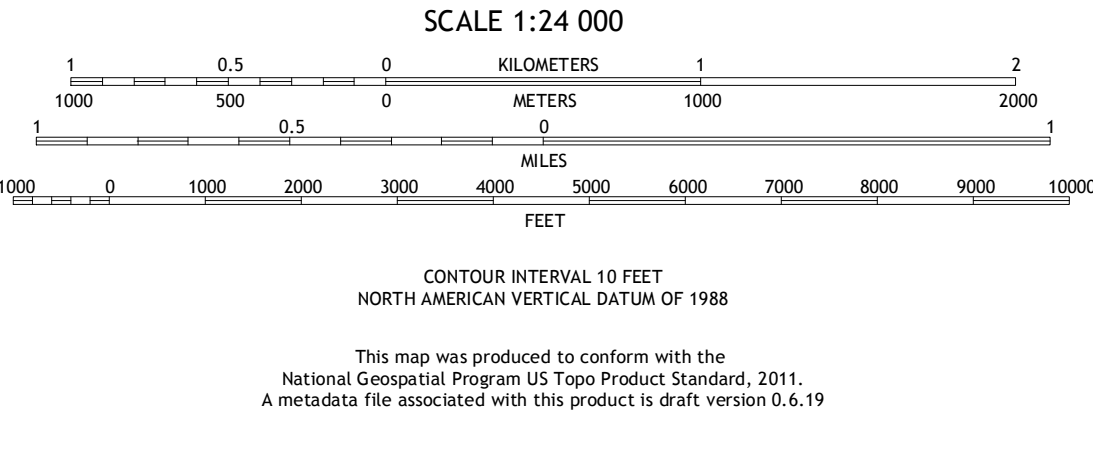 SCALE 1:24 000
1 0.5 0 KILOMETERS 1 2
1000 500 0 METERS 1000 2000
1 0.5 0 1
MILES
1000 0 1000 2000 3000 4000 5000 6000 7000 8000 9000 10000
FEET
CONTOUR INTERVAL 10 FEET
NORTH AMERICAN VERTICAL DATUM OF 1988
This map was produced to conform with the
National Geospatial Program US Topo Product Standard, 2011.
A metadata file associated with this product is draft version 0.6.19